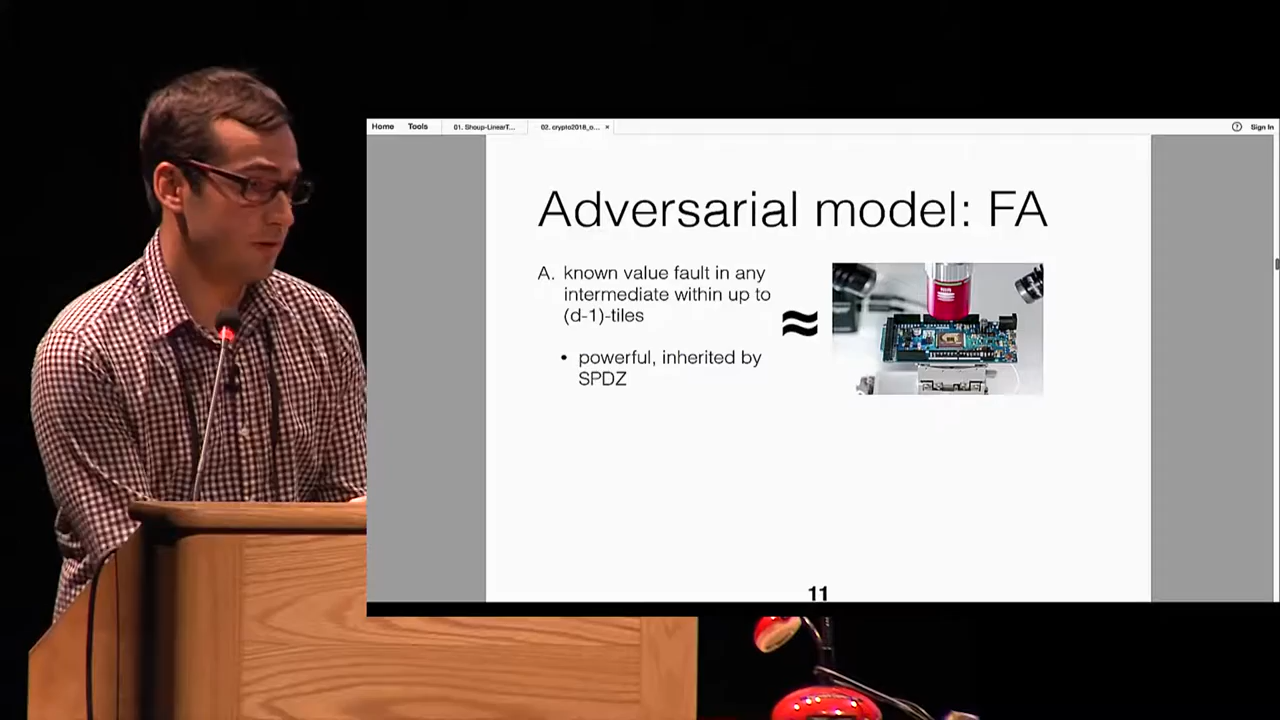 Home Tools 01. Shoup-LinearT... 02. crypto2018_o... × ? Sign In
Adversarial model: FA
A. known value fault in any
intermediate within up to
(d-1)-tiles
≈
• powerful, inherited by
SPDZ
11